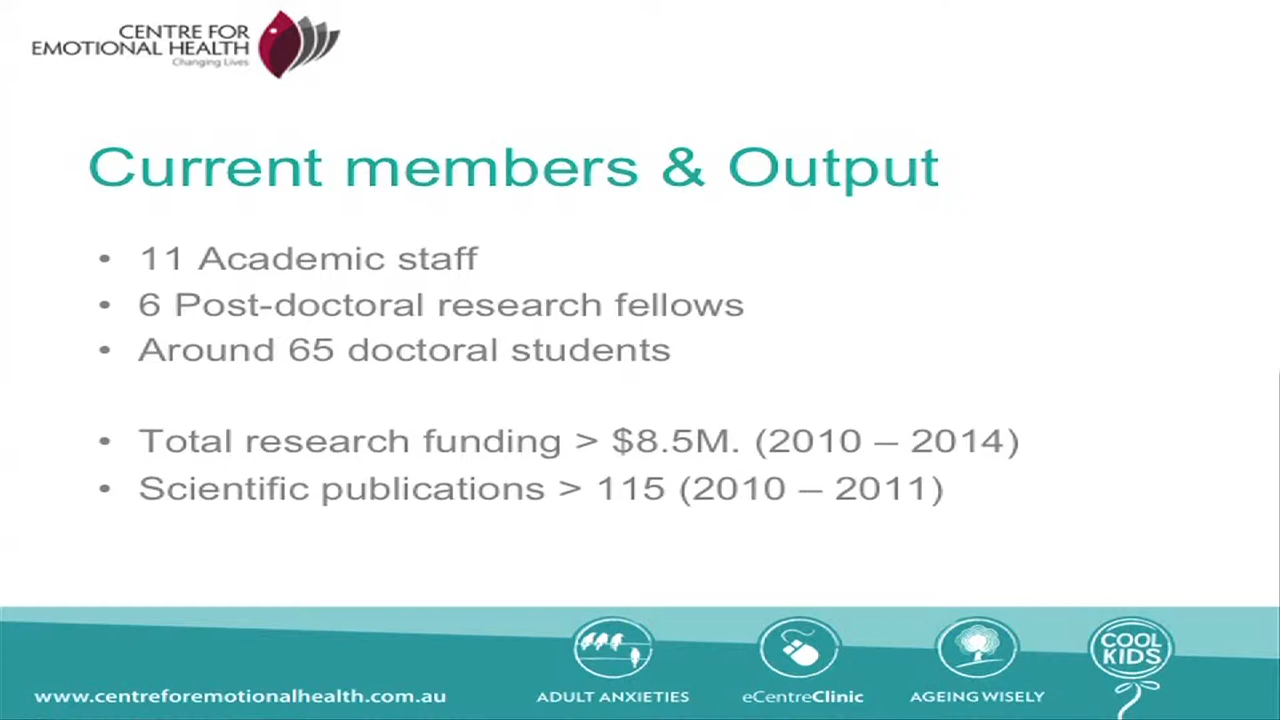 CENTRE FOR
EMOTIONAL HEALTH
Changing Lives
Current members & Output
• 11 Academic staff
• 6 Post-doctoral research fellows
• Around 65 doctoral students
• Total research funding > $8.5M. (2010 – 2014)
• Scientific publications > 115 (2010 – 2011)
COOL
KIDS
www.centreforemotionalhealth.com.au
ADULT ANXIETIES
eCentreClinic
AGEING WISELY